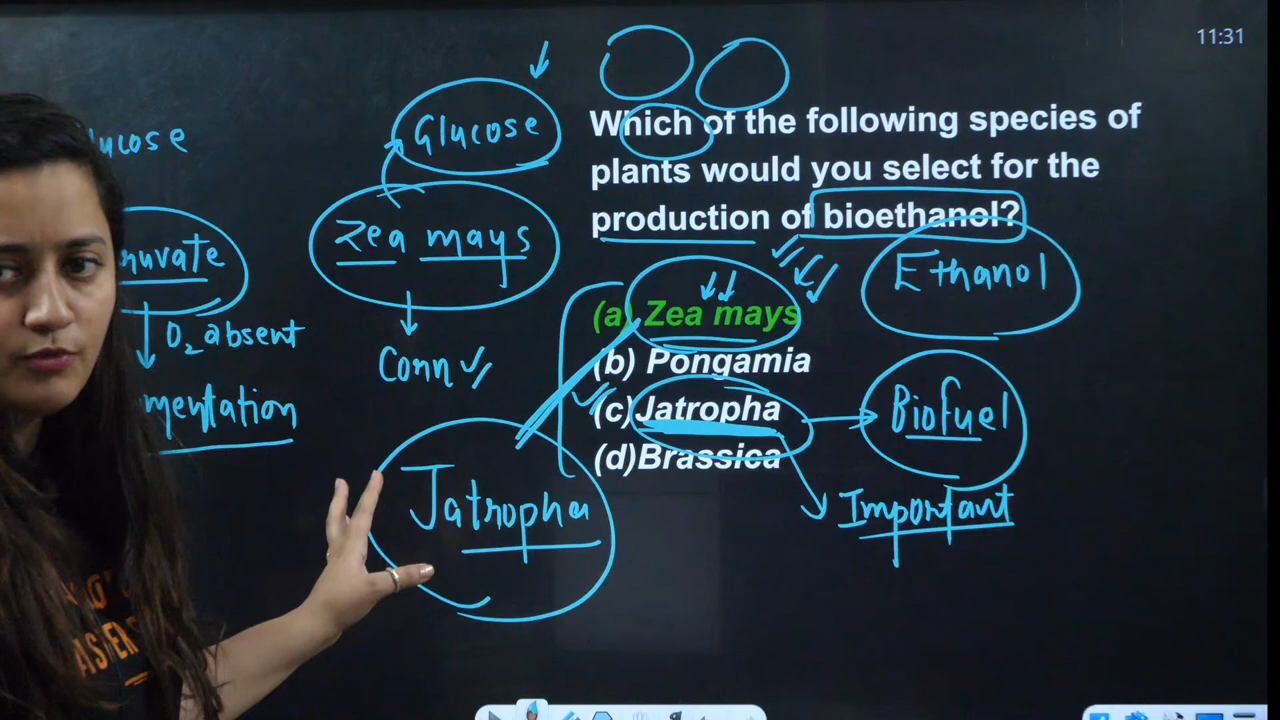 11:31
Which of the following species of
plants would you select for the
production of bioethanol?
(a) Zea mays
(b) Pongamia
(c) Jatropha
(d) Brassica
Glucose
Zea mays
Corn
Jatropha
Ethanol
Biofuel
Important
ucose
ruvate
O₂ absent
mentation